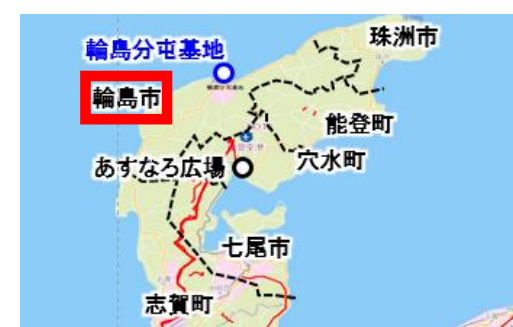 珠洲市
輪島分屯基地
輪島市
能登町
あすなろ広場
穴水町
七尾市
志賀町